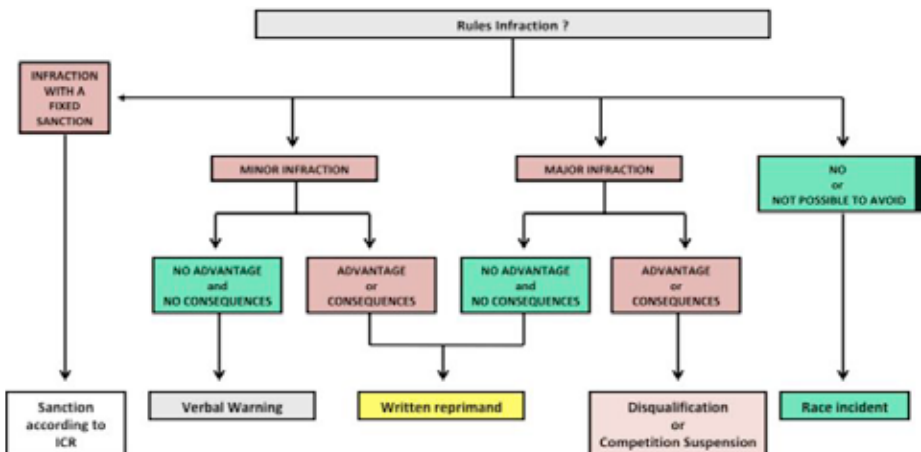 Rules Infraction ?
INFRACTION
WITH A
FIXED
SANCTION
MINOR INFRACTION
MAJOR INFRACTION
NO
or
NOT POSSIBLE TO AVOID
NO ADVANTAGE
and
NO CONSEQUENCES
ADVANTAGE
or
CONSEQUENCES
NO ADVANTAGE
and
NO CONSEQUENCES
ADVANTAGE
or
CONSEQUENCES
Sanction
according to
ICR
Verbal Warning
Written reprimand
Disqualification
or
Competition Suspension
Race incident